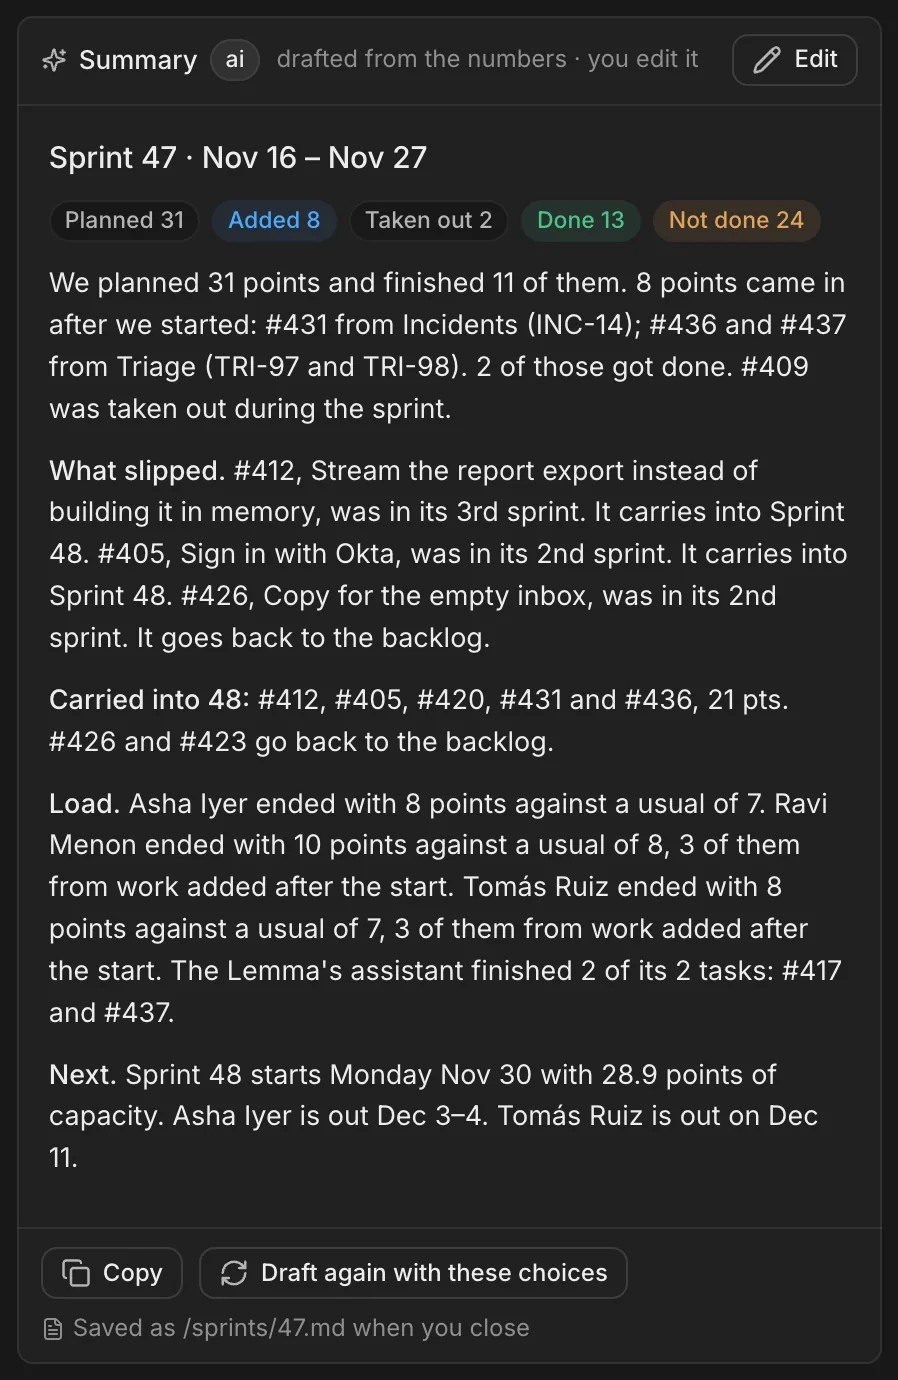 Summary ai drafted from the numbers · you edit it Edit
Sprint 47 · Nov 16 – Nov 27
Planned 31 Added 8 Taken out 2 Done 13 Not done 24
We planned 31 points and finished 11 of them. 8 points came in
after we started: #431 from Incidents (INC-14); #436 and #437
from Triage (TRI-97 and TRI-98). 2 of those got done. #409
was taken out during the sprint.
What slipped. #412, Stream the report export instead of
building it in memory, was in its 3rd sprint. It carries into Sprint
48. #405, Sign in with Okta, was in its 2nd sprint. It carries into
Sprint 48. #426, Copy for the empty inbox, was in its 2nd
sprint. It goes back to the backlog.
Carried into 48: #412, #405, #420, #431 and #436, 21 pts.
#426 and #423 go back to the backlog.
Load. Asha Iyer ended with 8 points against a usual of 7. Ravi
Menon ended with 10 points against a usual of 8, 3 of them
from work added after the start. Tomás Ruiz ended with 8
points against a usual of 7, 3 of them from work added after
the start. The Lemma's assistant finished 2 of its 2 tasks: #417
and #437.
Next. Sprint 48 starts Monday Nov 30 with 28.9 points of
capacity. Asha Iyer is out Dec 3–4. Tomás Ruiz is out on Dec
11.
Copy Draft again with these choices
Saved as /sprints/47.md when you close